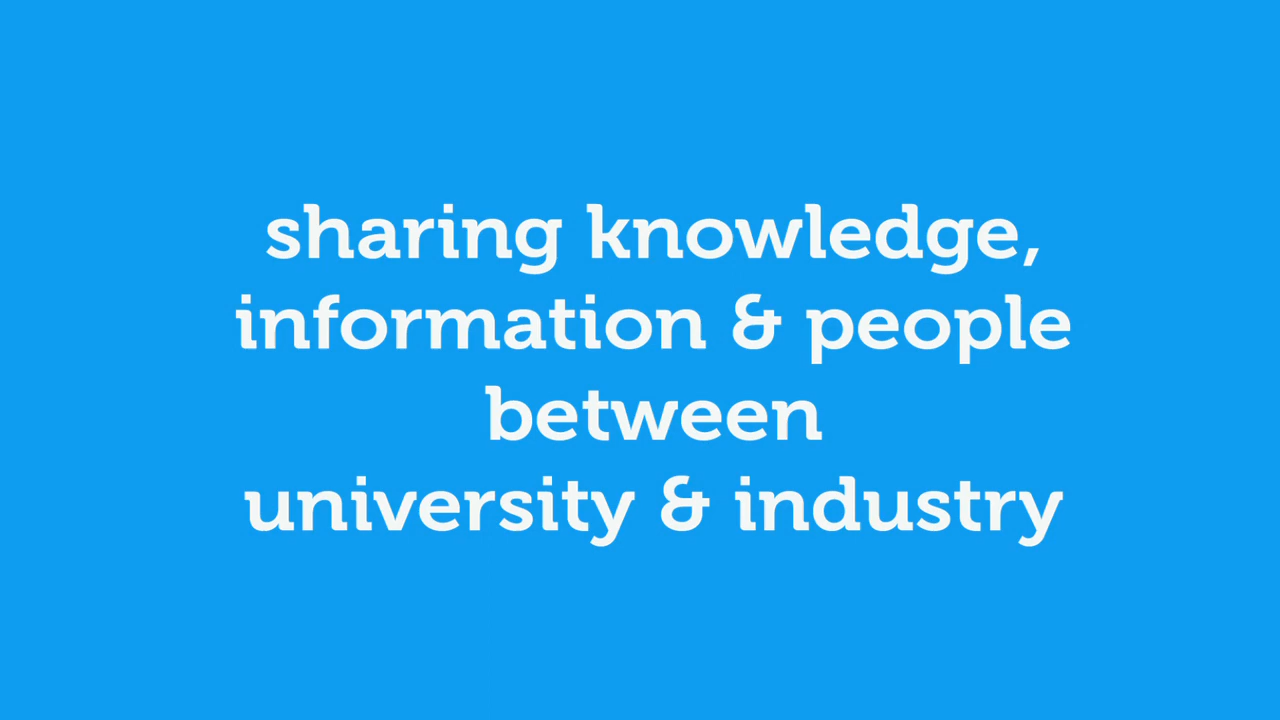 sharing knowledge,
information & people
between
university & industry